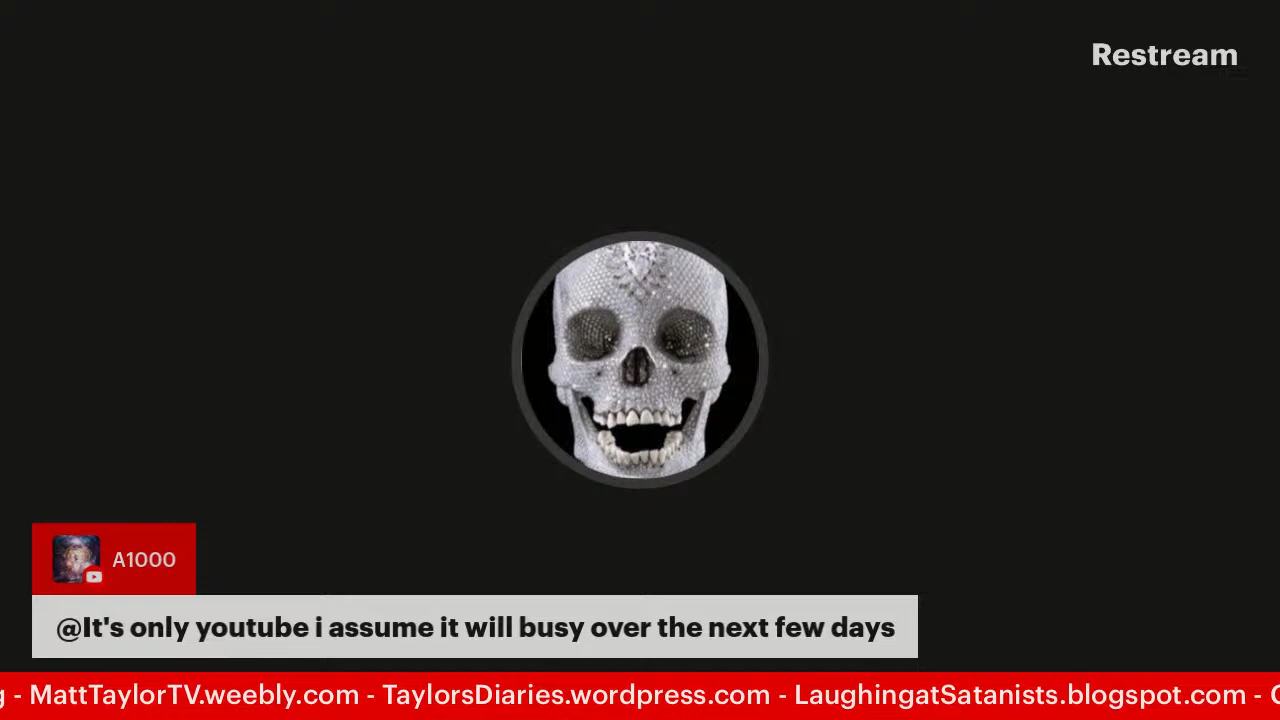 Restream
A1000
@It's only youtube i assume it will busy over the next few days
g - MattTaylorTV.weebly.com - TaylorsDiaries.wordpress.com - LaughingatSatanists.blogspot.com -